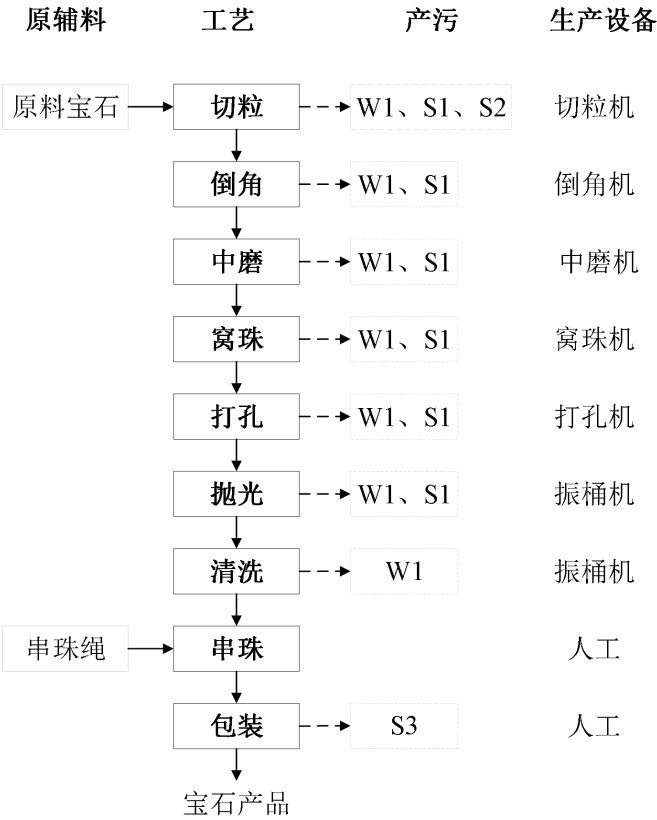 原辅料 工艺 产污 生产设备
原料宝石 切粒 W1、S1、S2 切粒机
倒角 W1、S1 倒角机
中磨 W1、S1 中磨机
窝珠 W1、S1 窝珠机
打孔 W1、S1 打孔机
抛光 W1、S1 振桶机
清洗 W1 振桶机
串珠绳 串珠 人工
包装 S3 人工
宝石产品